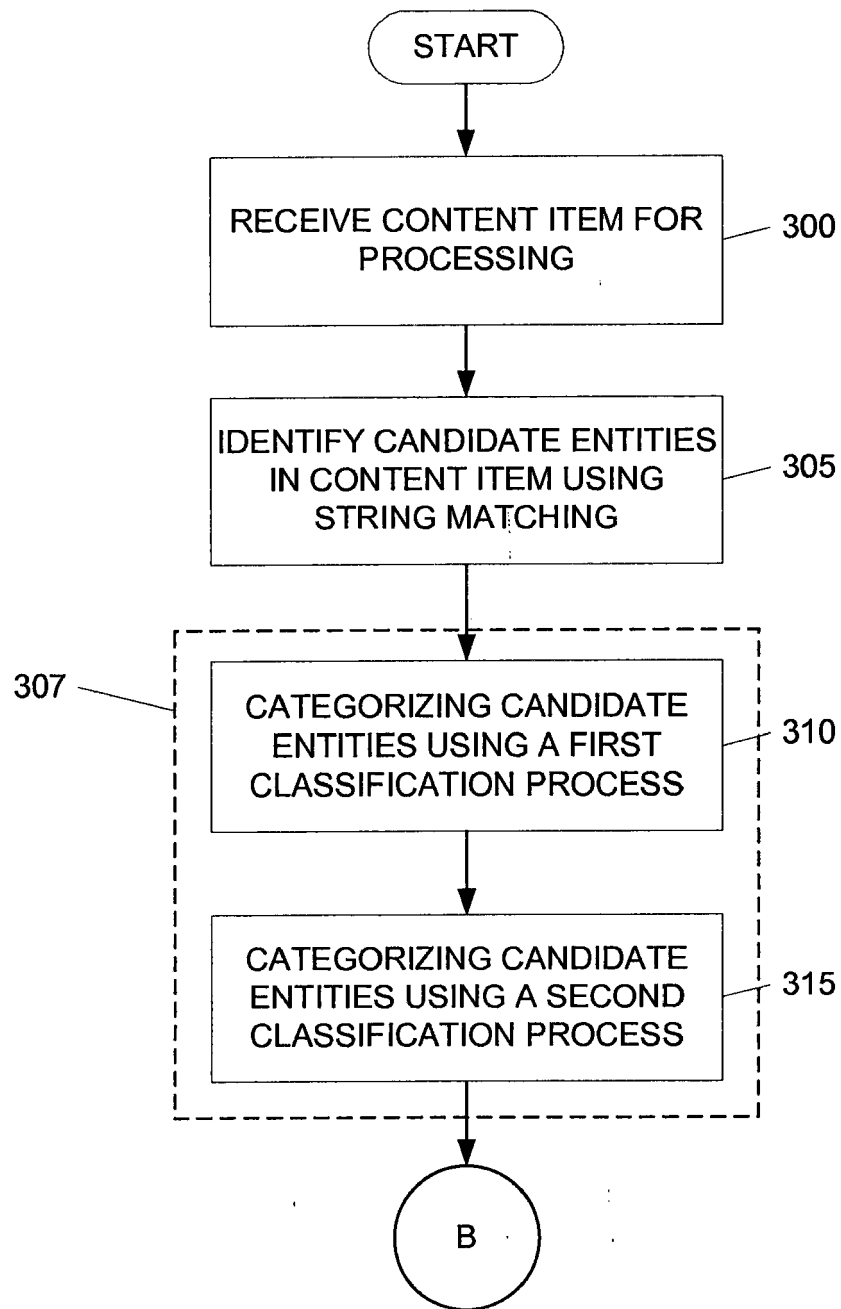 START
RECEIVE CONTENT ITEM FOR
PROCESSING
300
IDENTIFY CANDIDATE ENTITIES
IN CONTENT ITEM USING
STRING MATCHING
305
307
CATEGORIZING CANDIDATE
ENTITIES USING A FIRST
CLASSIFICATION PROCESS
310
CATEGORIZING CANDIDATE
ENTITIES USING A SECOND
CLASSIFICATION PROCESS
315
B